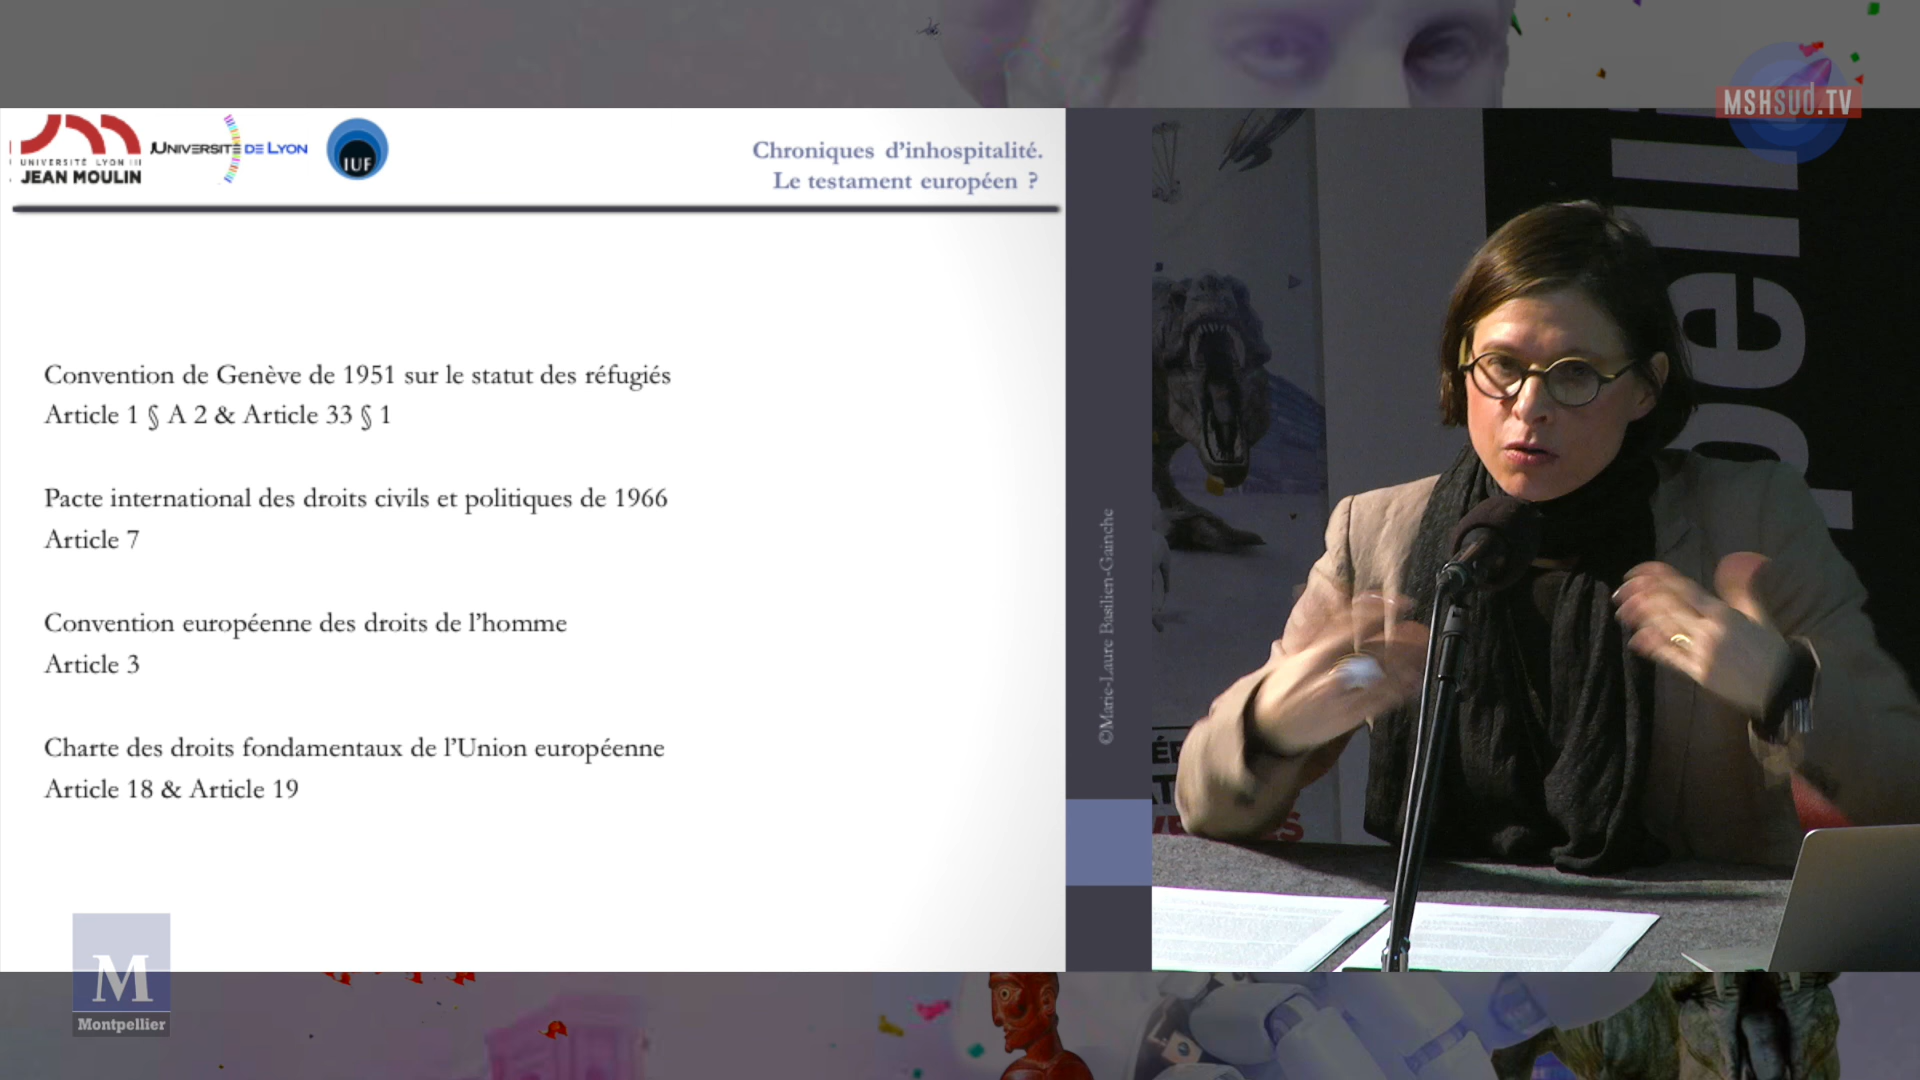 UNIVERSITÉ LYON III
JEAN MOULIN
UNIVERSITÉ DE LYON
IUF
Chroniques d'inhospitalité.
Le testament européen ?
Convention de Genève de 1951 sur le statut des réfugiés
Article 1 § A 2 & Article 33 § 1
Pacte international des droits civils et politiques de 1966
Article 7
Convention européenne des droits de l'homme
Article 3
Charte des droits fondamentaux de l'Union européenne
Article 18 & Article 19
©Marie-Laure Basilien-Gainche
MSHSUD.TV
pelli
M
Montpellier